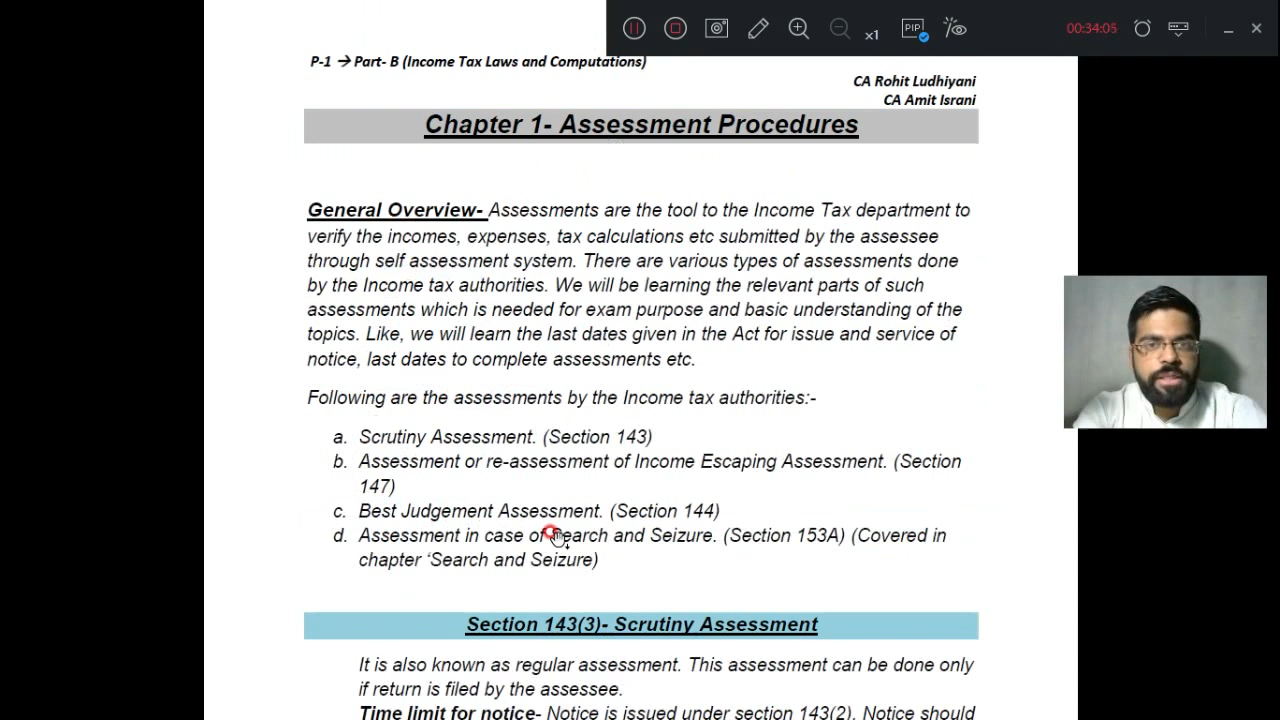 x1
PIP
00:34:05
P-1 → Part- B (Income Tax Laws and Computations)
CA Rohit Ludhiyani
CA Amit Israni
Chapter 1- Assessment Procedures
General Overview- Assessments are the tool to the Income Tax department to
verify the incomes, expenses, tax calculations etc submitted by the assessee
through self assessment system. There are various types of assessments done
by the Income tax authorities. We will be learning the relevant parts of such
assessments which is needed for exam purpose and basic understanding of the
topics. Like, we will learn the last dates given in the Act for issue and service of
notice, last dates to complete assessments etc.
Following are the assessments by the Income tax authorities:-
a. Scrutiny Assessment. (Section 143)
b. Assessment or re-assessment of Income Escaping Assessment. (Section
147)
c. Best Judgement Assessment. (Section 144)
d. Assessment in case of Search and Seizure. (Section 153A) (Covered in
chapter ‘Search and Seizure)
Section 143(3)- Scrutiny Assessment
It is also known as regular assessment. This assessment can be done only
if return is filed by the assessee.
Time limit for notice- Notice is issued under section 143(2). Notice should